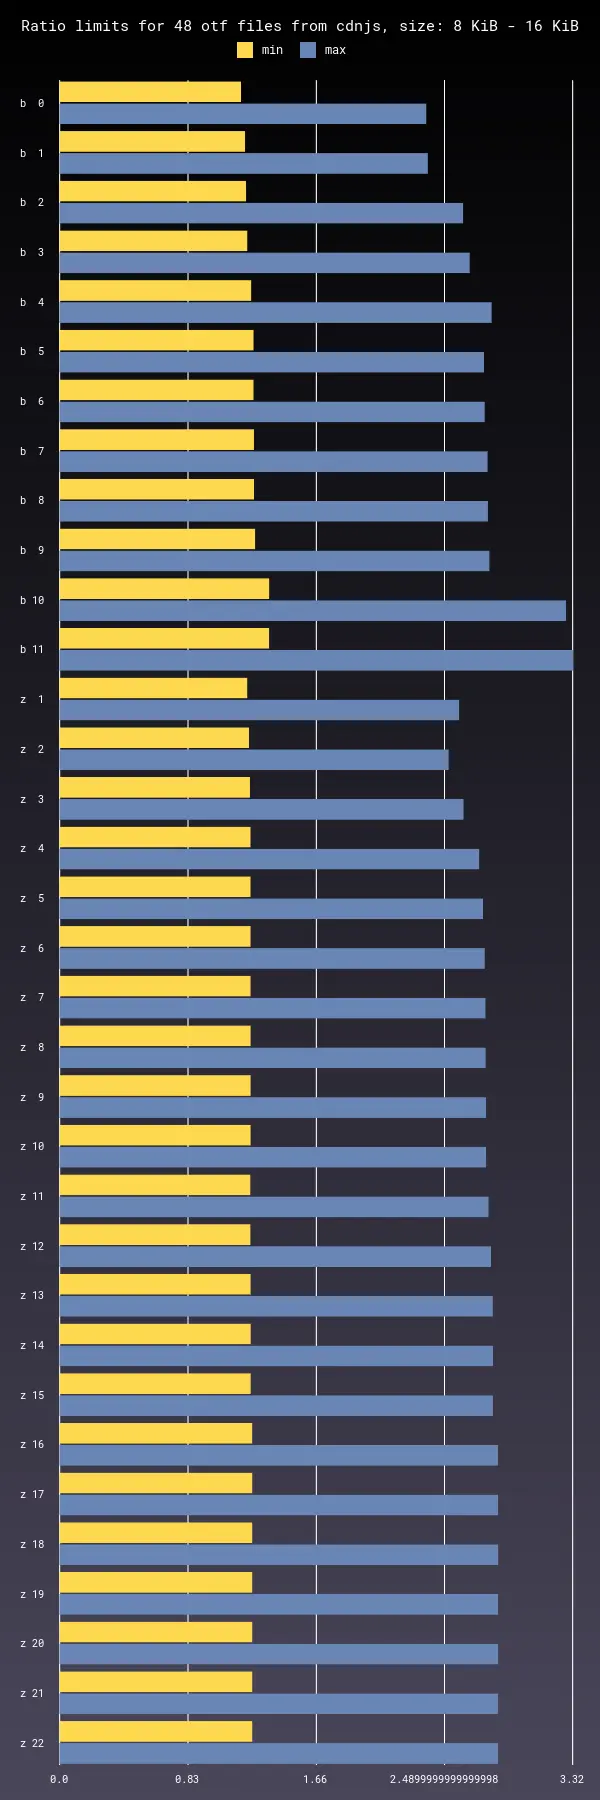 Ratio limits for 48 otf files from cdnjs, size: 8 KiB - 16 KiB
min max
b 0
b 1
b 2
b 3
b 4
b 5
b 6
b 7
b 8
b 9
b 10
b 11
z 1
z 2
z 3
z 4
z 5
z 6
z 7
z 8
z 9
z 10
z 11
z 12
z 13
z 14
z 15
z 16
z 17
z 18
z 19
z 20
z 21
z 22
0.0 0.83 1.66 2.4899999999999998 3.32